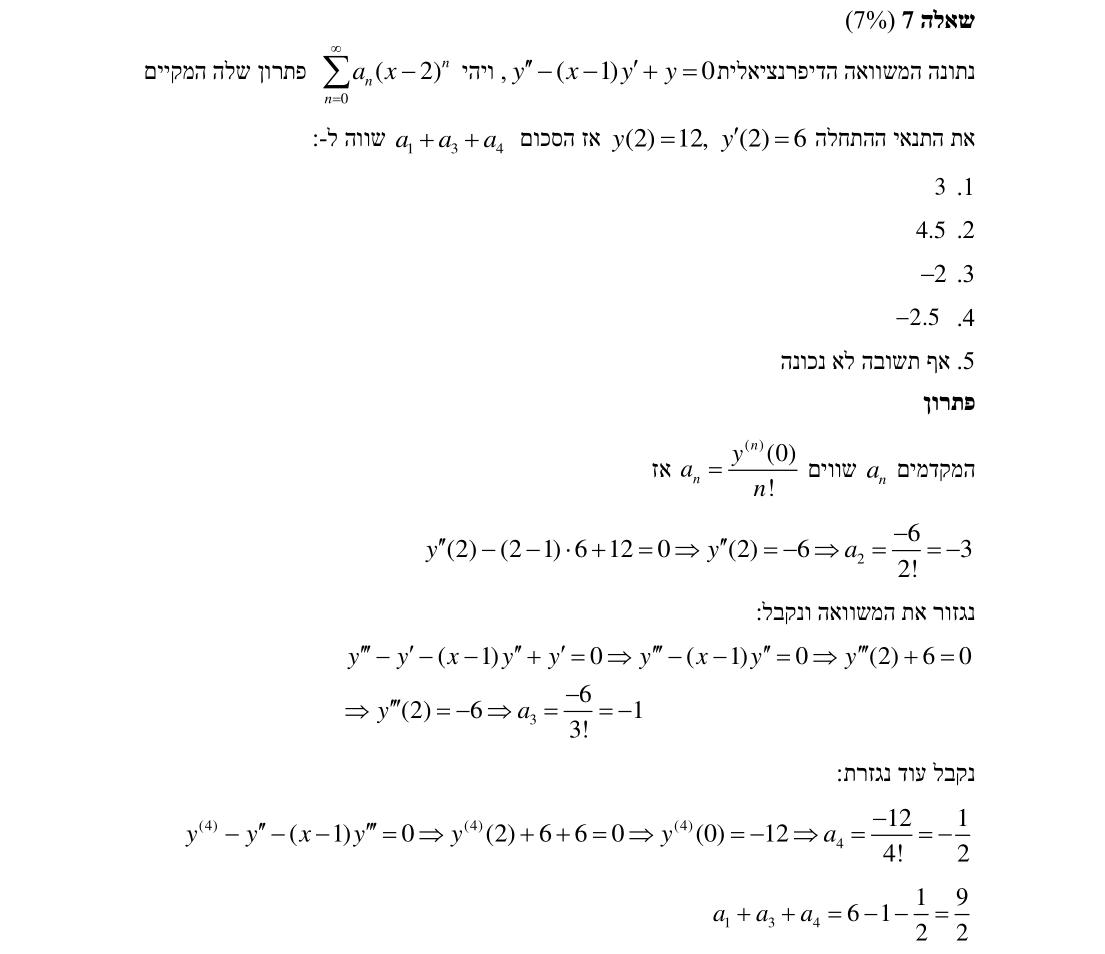 שאלה 7 (7%)
נתונה המשוואה הדיפרנציאלית y″ − (x − 1)y′ + y = 0 , ויהי ∑_{n=0}^{∞} a_n(x − 2)^n פתרון שלה המקיים
את התנאי ההתחלה y(2) = 12, y′(2) = 6 אז הסכום a_1 + a_3 + a_4 שווה ל-:
1. 3
2. 4.5
3. −2
4. −2.5
5. אף תשובה לא נכונה
פתרון
המקדמים a_n שווים a_n = y^{(n)}(0)/n! אז
y″(2) − (2 − 1)·6 + 12 = 0 ⇒ y″(2) = −6 ⇒ a_2 = −6/2! = −3
נגזור את המשוואה ונקבל:
y‴ − y′ − (x − 1)y″ + y′ = 0 ⇒ y‴ − (x − 1)y″ = 0 ⇒ y‴(2) + 6 = 0
⇒ y‴(2) = −6 ⇒ a_3 = −6/3! = −1
נקבל עוד נגזרת:
y^{(4)} − y″ − (x − 1)y‴ = 0 ⇒ y^{(4)}(2) + 6 + 6 = 0 ⇒ y^{(4)}(0) = −12 ⇒ a_4 = −12/4! = −1/2
a_1 + a_3 + a_4 = 6 − 1 − 1/2 = 9/2